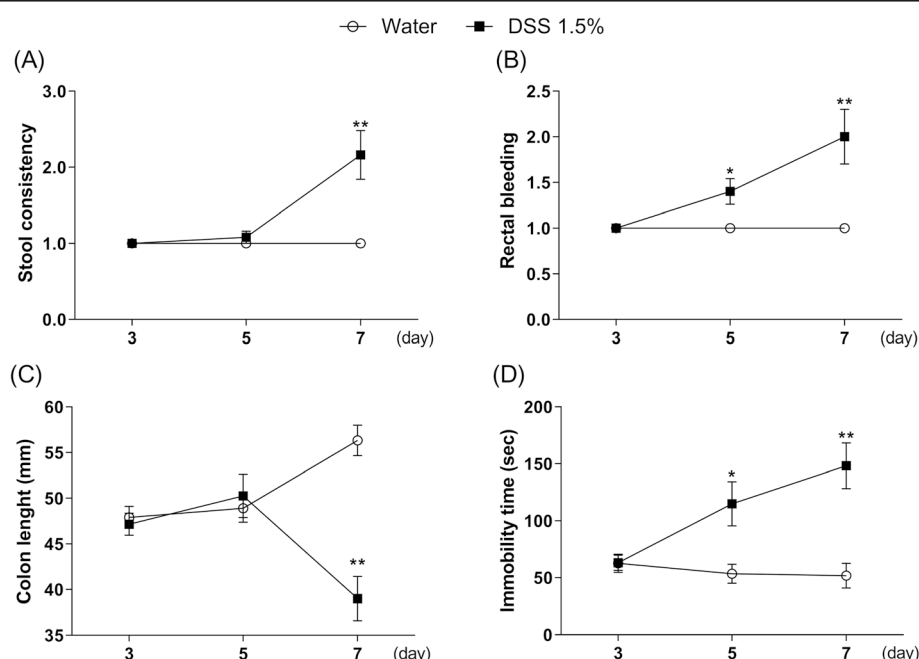 Water DSS 1.5%
(A)
3.0
2.0
1.0
0.0
Stool consistency
**
3 5 7 (day)
(B)
2.5
2.0
1.5
1.0
0.5
0.0
Rectal bleeding
*
**
3 5 7 (day)
(C)
60
55
50
45
40
35
Colon lenght (mm)
**
3 5 7 (day)
(D)
200
150
100
50
0
Immobility time (sec)
*
**
3 5 7 (day)